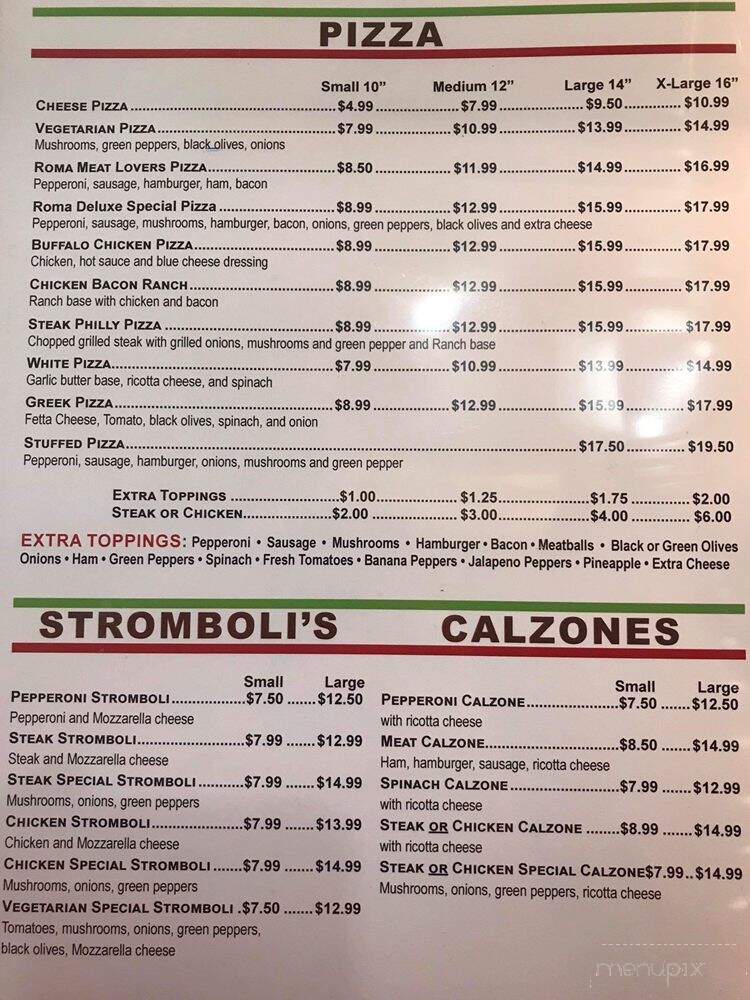 PIZZA
Small 10" Medium 12" Large 14" X-Large 16"
CHEESE PIZZA $4.99 $7.99 $9.50 $10.99
VEGETARIAN PIZZA $7.99 $10.99 $13.99 $14.99
Mushrooms, green peppers, black olives, onions
ROMA MEAT LOVERS PIZZA $8.50 $11.99 $14.99 $16.99
Pepperoni, sausage, hamburger, ham, bacon
Roma Deluxe Special Pizza $8.99 $12.99 $15.99 $17.99
Pepperoni, sausage, mushrooms, hamburger, bacon, onions, green peppers, black olives and extra cheese
BUFFALO CHICKEN PIZZA $8.99 $12.99 $15.99 $17.99
Chicken, hot sauce and blue cheese dressing
CHICKEN BACON RANCH $8.99 $12.99 $15.99 $17.99
Ranch base with chicken and bacon
STEAK PHILLY PIZZA $8.99 $12.99 $15.99 $17.99
Chopped grilled steak with grilled onions, mushrooms and green pepper and Ranch base
WHITE PIZZA $7.99 $10.99 $13.99 $14.99
Garlic butter base, ricotta cheese, and spinach
GREEK PIZZA $8.99 $12.99 $15.99 $17.99
Fetta Cheese, Tomato, black olives, spinach, and onion
STUFFED PIZZA $17.50 $19.50
Pepperoni, sausage, hamburger, onions, mushrooms and green pepper
EXTRA TOPPINGS $1.00 $1.25 $1.75 $2.00
STEAK OR CHICKEN $2.00 $3.00 $4.00 $6.00
EXTRA TOPPINGS: Pepperoni • Sausage • Mushrooms • Hamburger • Bacon • Meatballs • Black or Green Olives
Onions • Ham • Green Peppers • Spinach • Fresh Tomatoes • Banana Peppers • Jalapeno Peppers • Pineapple • Extra Cheese
STROMBOLI'S
Small Large
PEPPERONI STROMBOLI $7.50 $12.50
Pepperoni and Mozzarella cheese
STEAK STROMBOLI $7.99 $12.99
Steak and Mozzarella cheese
STEAK SPECIAL STROMBOLI $7.99 $14.99
Mushrooms, onions, green peppers
CHICKEN STROMBOLI $7.99 $13.99
Chicken and Mozzarella cheese
CHICKEN SPECIAL STROMBOLI $7.99 $14.99
Mushrooms, onions, green peppers
VEGETARIAN SPECIAL STROMBOLI $7.50 $12.99
Tomatoes, mushrooms, onions, green peppers,
black olives, Mozzarella cheese
CALZONES
Small Large
PEPPERONI CALZONE $7.50 $12.50
with ricotta cheese
MEAT CALZONE $8.50 $14.99
Ham, hamburger, sausage, ricotta cheese
SPINACH CALZONE $7.99 $12.99
with ricotta cheese
STEAK OR CHICKEN CALZONE $8.99 $14.99
with ricotta cheese
STEAK OR CHICKEN SPECIAL CALZONE $7.99 $14.99
Mushrooms, onions, green peppers, ricotta cheese
menupix